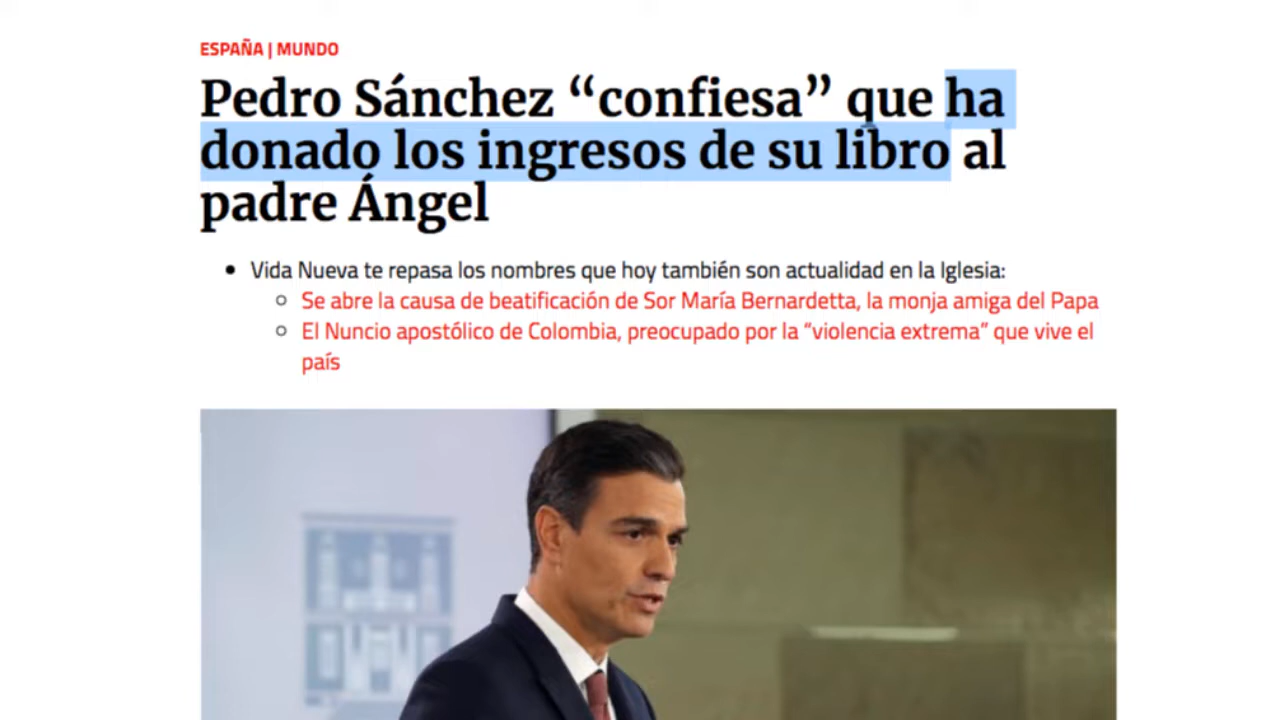 ESPAÑA | MUNDO
Pedro Sánchez “confiesa” que ha
donado los ingresos de su libro al
padre Ángel
Vida Nueva te repasa los nombres que hoy también son actualidad en la Iglesia:
Se abre la causa de beatificación de Sor María Bernardetta, la monja amiga del Papa
El Nuncio apostólico de Colombia, preocupado por la “violencia extrema” que vive el
país